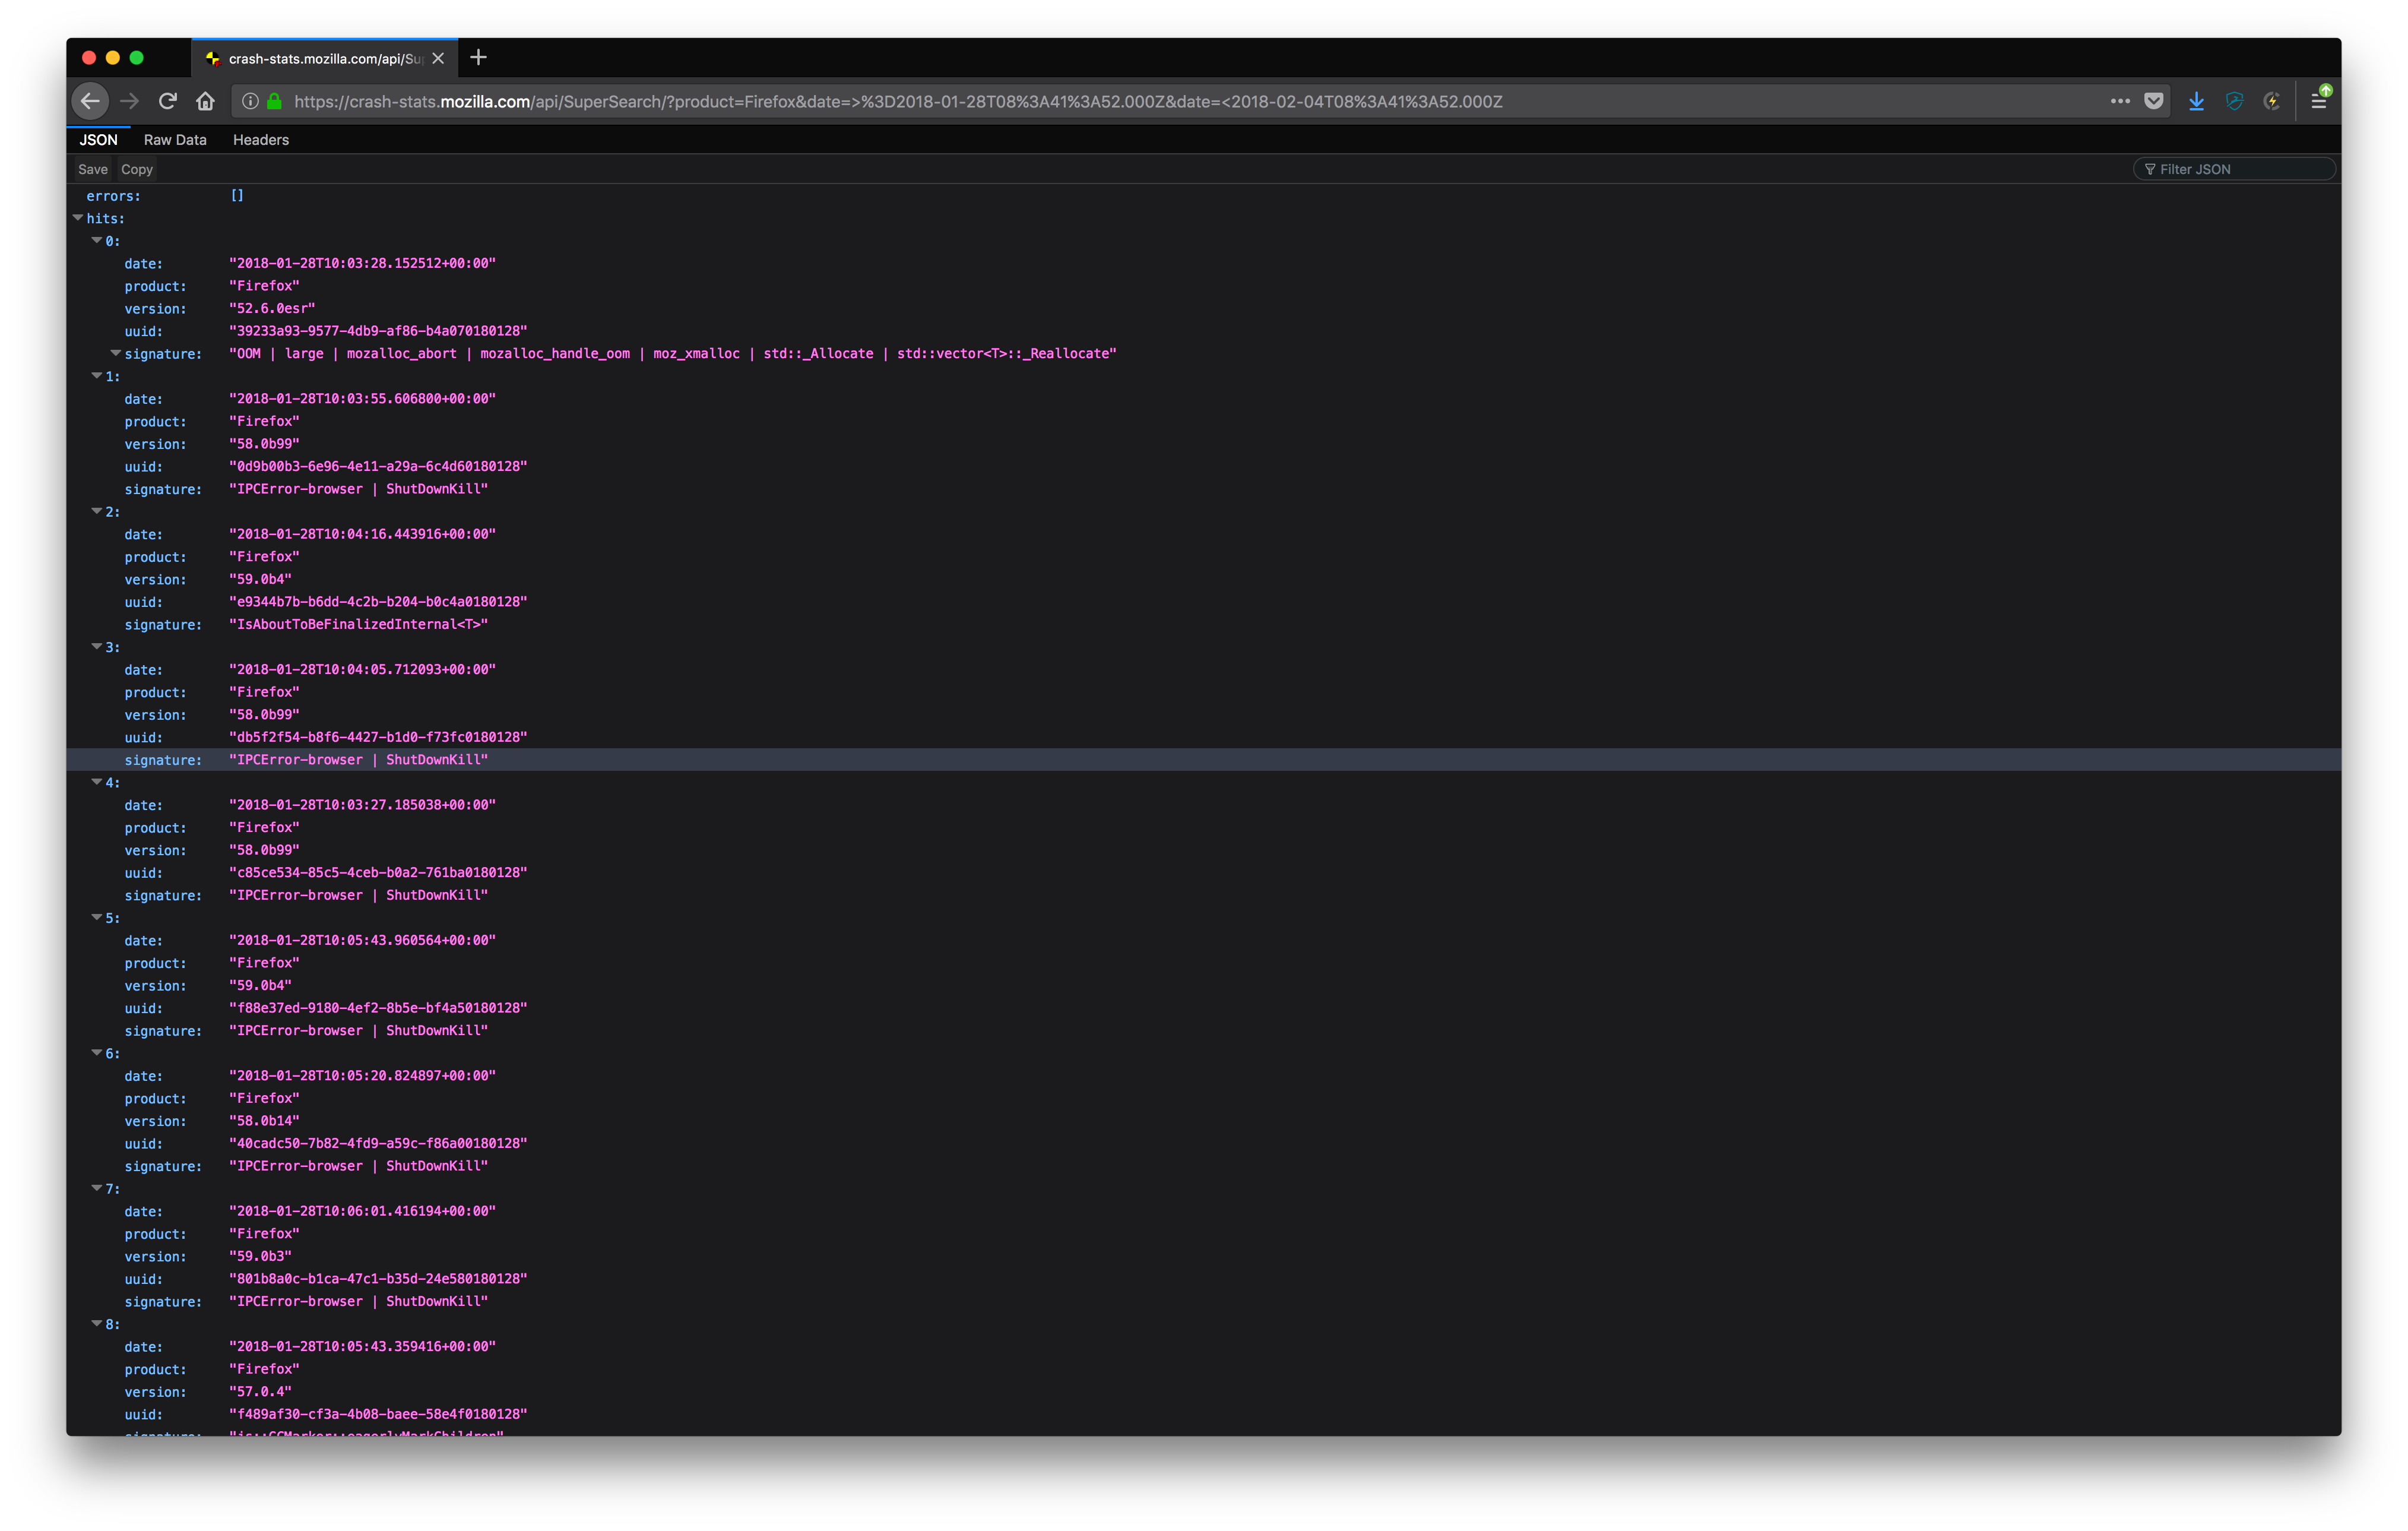 crash-stats.mozilla.com/api/Su
https://crash-stats.mozilla.com/api/SuperSearch/?product=Firefox&date=>%3D2018-01-28T08%3A41%3A52.000Z&date=<2018-02-04T08%3A41%3A52.000Z
JSON Raw Data Headers
Save Copy Filter JSON
errors: []
hits:
0:
date: "2018-01-28T10:03:28.152512+00:00"
product: "Firefox"
version: "52.6.0esr"
uuid: "39233a93-9577-4db9-af86-b4a070180128"
signature: "OOM | large | mozalloc_abort | mozalloc_handle_oom | moz_xmalloc | std::_Allocate | std::vector<T>::_Reallocate"
1:
date: "2018-01-28T10:03:55.606800+00:00"
product: "Firefox"
version: "58.0b99"
uuid: "0d9b00b3-6e96-4e11-a29a-6c4d60180128"
signature: "IPCError-browser | ShutDownKill"
2:
date: "2018-01-28T10:04:16.443916+00:00"
product: "Firefox"
version: "59.0b4"
uuid: "e9344b7b-b6dd-4c2b-b204-b0c4a0180128"
signature: "IsAboutToBeFinalizedInternal<T>"
3:
date: "2018-01-28T10:04:05.712093+00:00"
product: "Firefox"
version: "58.0b99"
uuid: "db5f2f54-b8f6-4427-b1d0-f73fc0180128"
signature: "IPCError-browser | ShutDownKill"
4:
date: "2018-01-28T10:03:27.185038+00:00"
product: "Firefox"
version: "58.0b99"
uuid: "c85ce534-85c5-4ceb-b0a2-761ba0180128"
signature: "IPCError-browser | ShutDownKill"
5:
date: "2018-01-28T10:05:43.960564+00:00"
product: "Firefox"
version: "59.0b4"
uuid: "f88e37ed-9180-4ef2-8b5e-bf4a50180128"
signature: "IPCError-browser | ShutDownKill"
6:
date: "2018-01-28T10:05:20.824897+00:00"
product: "Firefox"
version: "58.0b14"
uuid: "40cadc50-7b82-4fd9-a59c-f86a00180128"
signature: "IPCError-browser | ShutDownKill"
7:
date: "2018-01-28T10:06:01.416194+00:00"
product: "Firefox"
version: "59.0b3"
uuid: "801b8a0c-b1ca-47c1-b35d-24e580180128"
signature: "IPCError-browser | ShutDownKill"
8:
date: "2018-01-28T10:05:43.359416+00:00"
product: "Firefox"
version: "57.0.4"
uuid: "f489af30-cf3a-4b08-baee-58e4f0180128"
signature: "js::GCMarker::eagerlyMarkChildren"